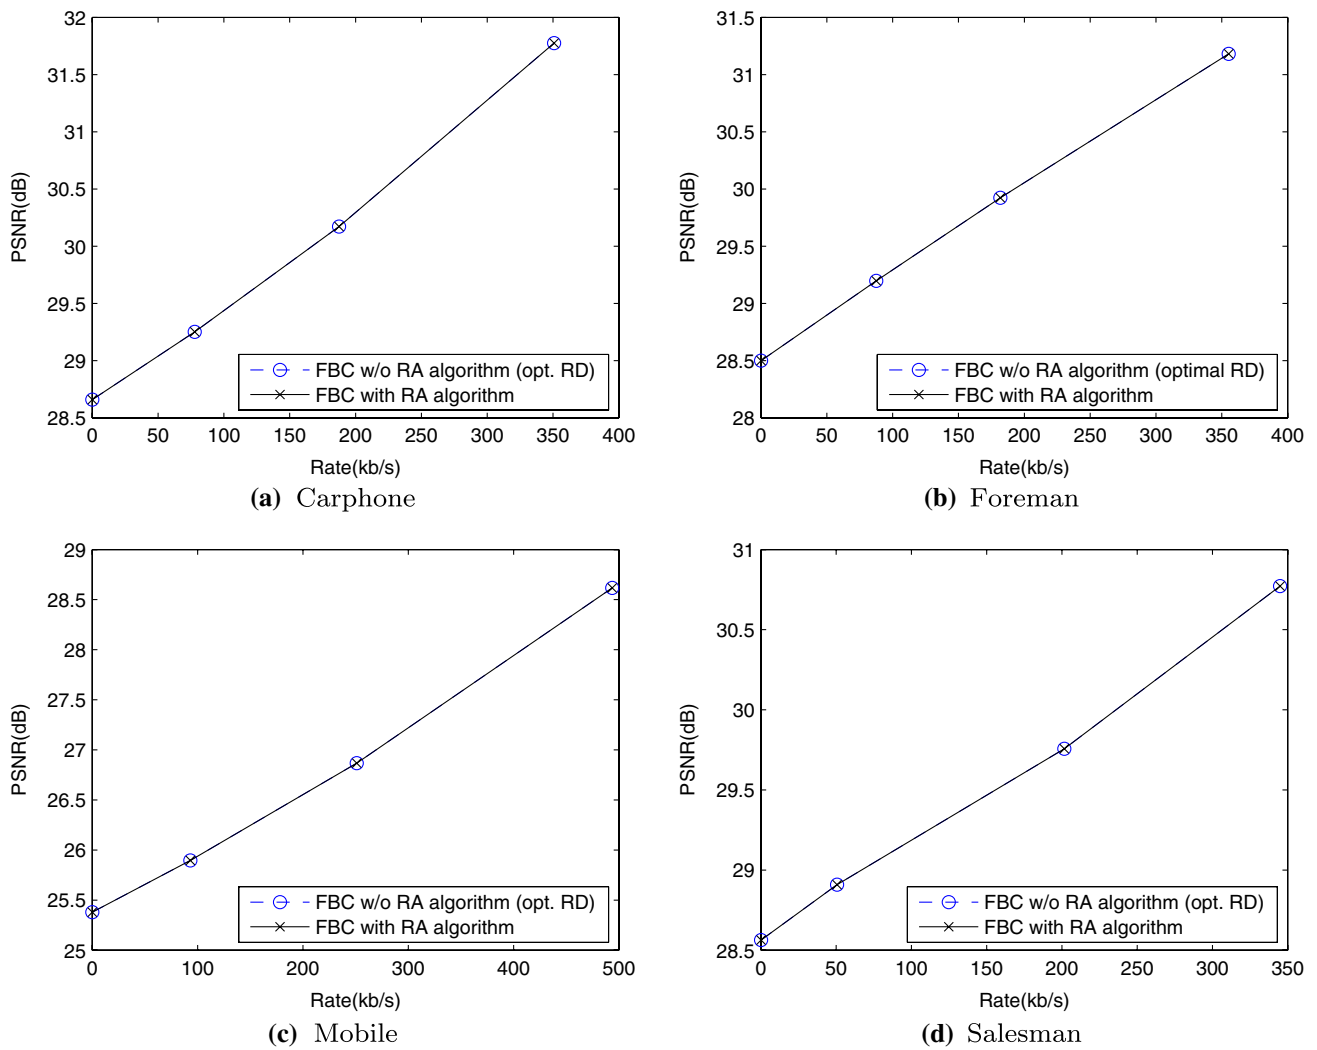 32
31.5
31
30.5
30
29.5
29
28.5
PSNR(dB)
FBC w/o RA algorithm (opt. RD)
FBC with RA algorithm
0 50 100 150 200 250 300 350 400
Rate(kb/s)
(a) Carphone
31.5
31
30.5
30
29.5
29
28.5
28
PSNR(dB)
FBC w/o RA algorithm (optimal RD)
FBC with RA algorithm
0 50 100 150 200 250 300 350 400
Rate(kb/s)
(b) Foreman
29
28.5
28
27.5
27
26.5
26
25.5
25
PSNR(dB)
FBC w/o RA algorithm (opt. RD)
FBC with RA algorithm
0 100 200 300 400 500
Rate(kb/s)
(c) Mobile
31
30.5
30
29.5
29
28.5
PSNR(dB)
FBC w/o RA algorithm (opt. RD)
FBC with RA algorithm
0 50 100 150 200 250 300 350
Rate(kb/s)
(d) Salesman